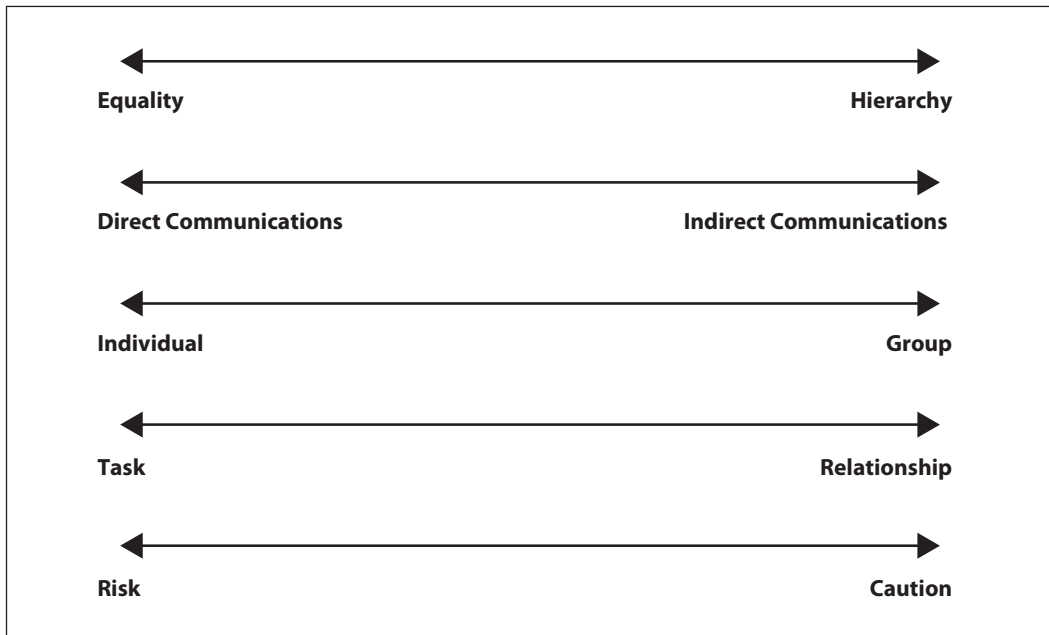 Equality Hierarchy
Direct Communications Indirect Communications
Individual Group
Task Relationship
Risk Caution